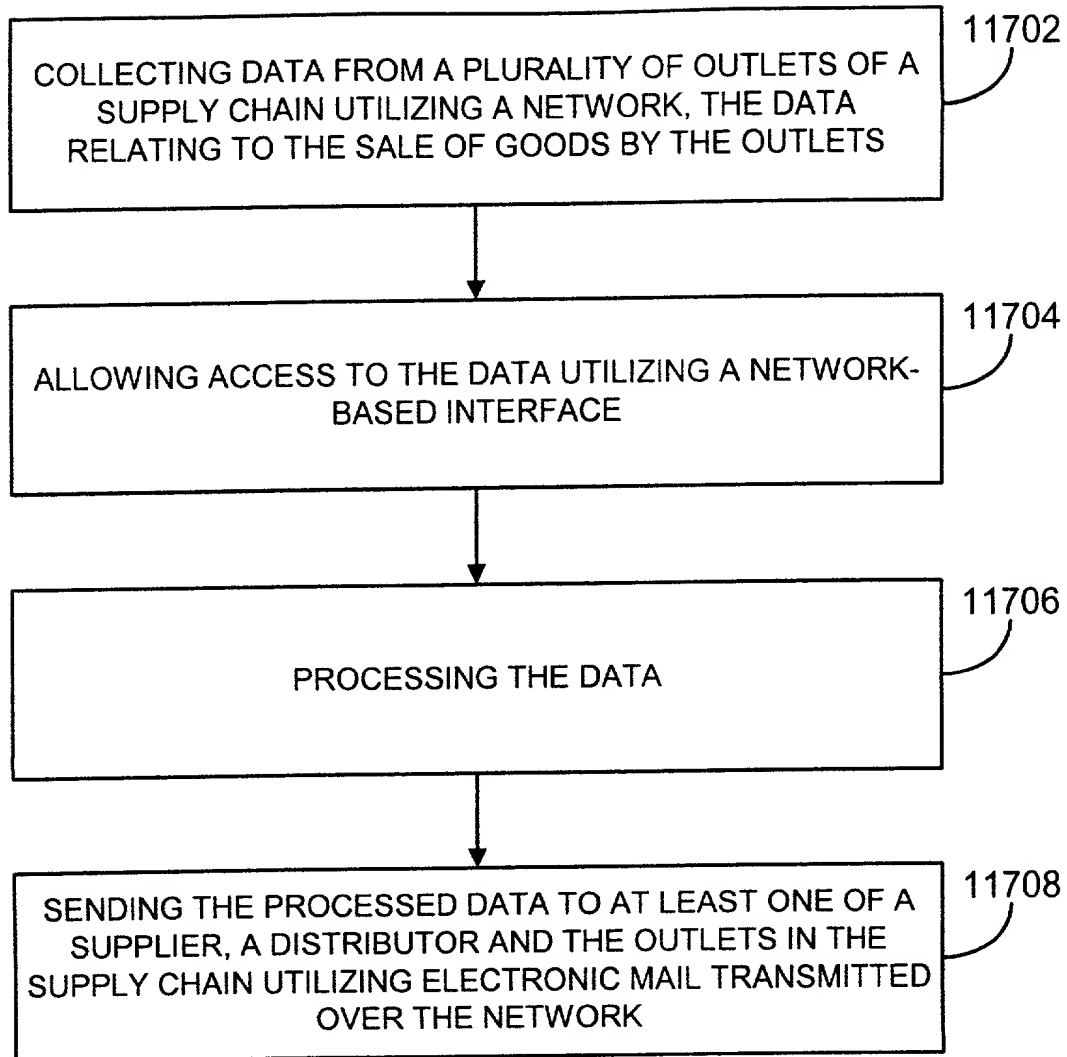 11702
COLLECTING DATA FROM A PLURALITY OF OUTLETS OF A
SUPPLY CHAIN UTILIZING A NETWORK, THE DATA
RELATING TO THE SALE OF GOODS BY THE OUTLETS
11704
ALLOWING ACCESS TO THE DATA UTILIZING A NETWORK-
BASED INTERFACE
11706
PROCESSING THE DATA
11708
SENDING THE PROCESSED DATA TO AT LEAST ONE OF A
SUPPLIER, A DISTRIBUTOR AND THE OUTLETS IN THE
SUPPLY CHAIN UTILIZING ELECTRONIC MAIL TRANSMITTED
OVER THE NETWORK